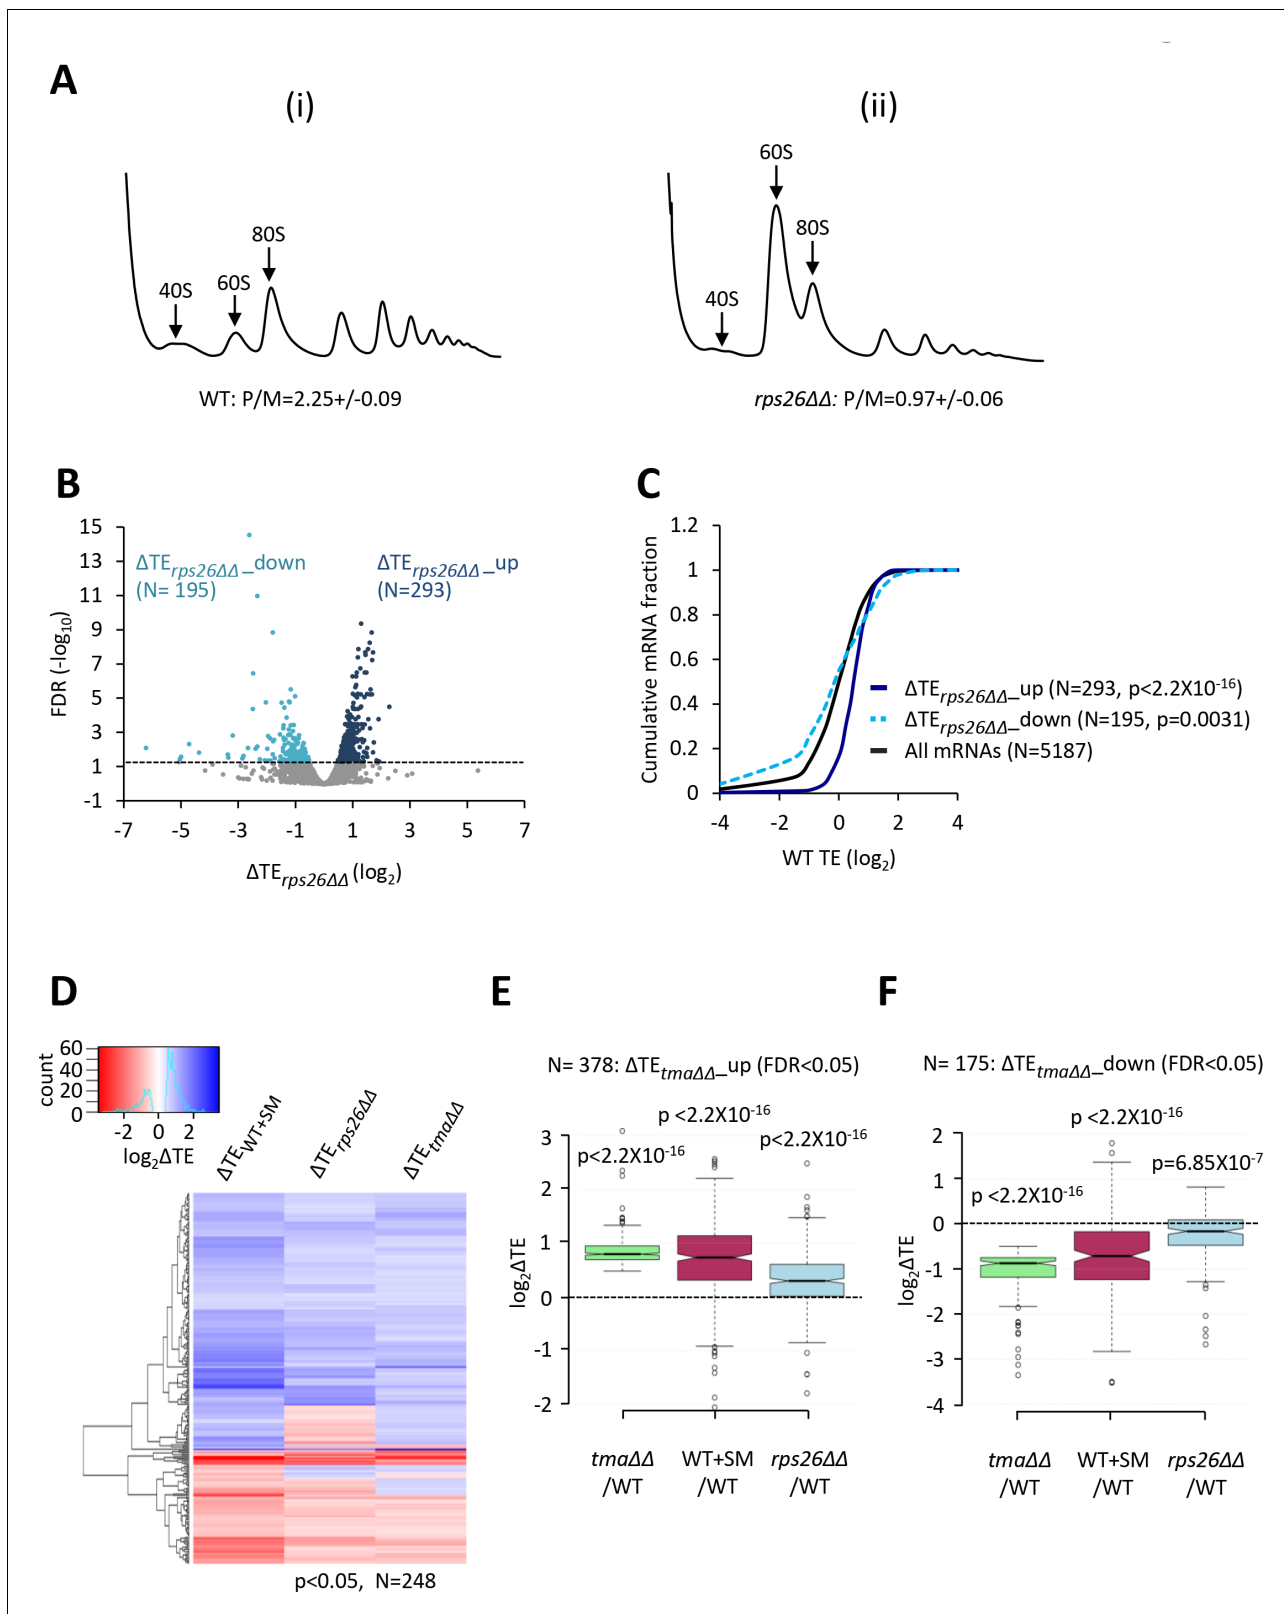 A
(i)
(ii)
40S
60S
80S
40S
60S
80S
WT: P/M=2.25+/-0.09
rps26ΔΔ: P/M=0.97+/-0.06
B
15
13
11
9
7
5
3
1
-1
FDR (-log10)
ΔTErps26ΔΔ_down
(N= 195)
ΔTErps26ΔΔ_up
(N=293)
-7 -5 -3 -1 1 3 5 7
ΔTErps26ΔΔ (log2)
C
1.2
1
0.8
0.6
0.4
0.2
0
Cumulative mRNA fraction
ΔTErps26ΔΔ_up (N=293, p<2.2X10-16)
ΔTErps26ΔΔ_down (N=195, p=0.0031)
All mRNAs (N=5187)
-4 -2 0 2 4
WT TE (log2)
D
count
60
40
20
0
-2 0 2
log2ΔTE
ΔTEWT+SM
ΔTErps26ΔΔ
ΔTEtmaΔΔ
p<0.05, N=248
E
N= 378: ΔTEtmaΔΔ_up (FDR<0.05)
p <2.2X10-16
p<2.2X10-16
p<2.2X10-16
3
2
1
0
-1
-2
log2ΔTE
tmaΔΔ
/WT
WT+SM
/WT
rps26ΔΔ
/WT
F
N= 175: ΔTEtmaΔΔ_down (FDR<0.05)
p <2.2X10-16
p=6.85X10-7
p <2.2X10-16
2
1
0
-1
-2
-3
-4
log2ΔTE
tmaΔΔ
/WT
WT+SM
/WT
rps26ΔΔ
/WT